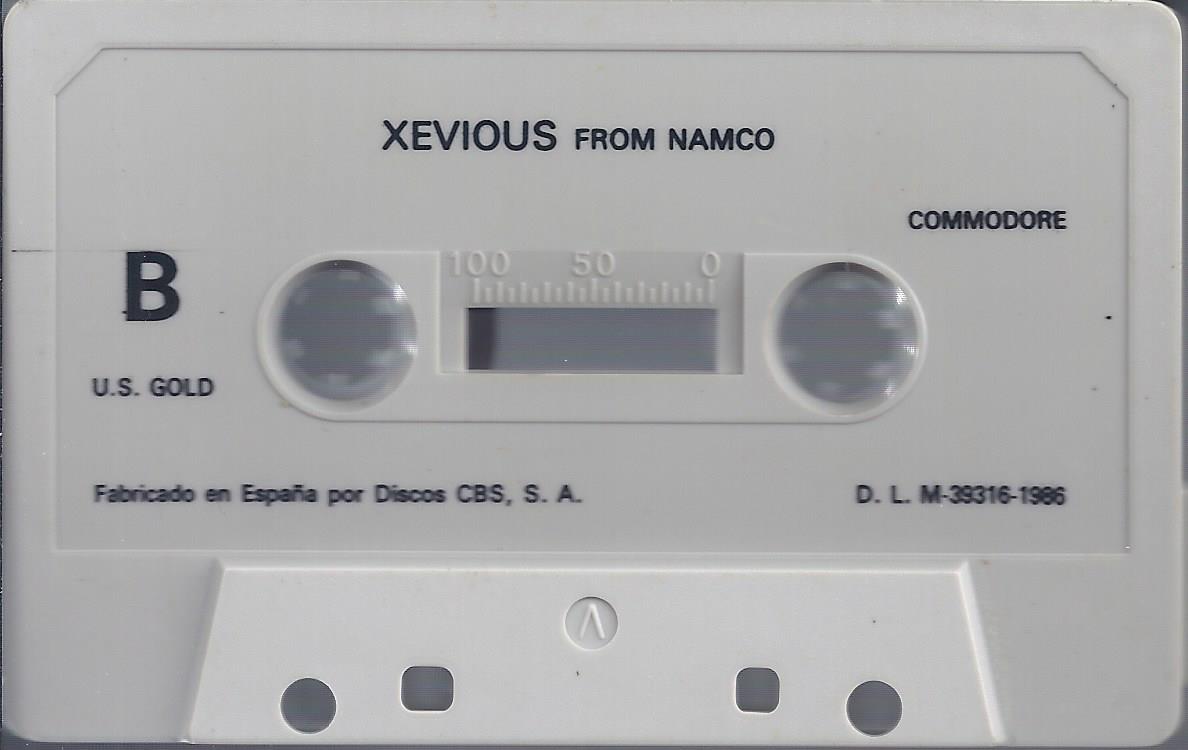 XEVIOUS FROM NAMCO
COMMODORE
100 50 0
B
U.S. GOLD
Fabricado en España por Discos CBS, S. A.
D. L. M-39316-1986